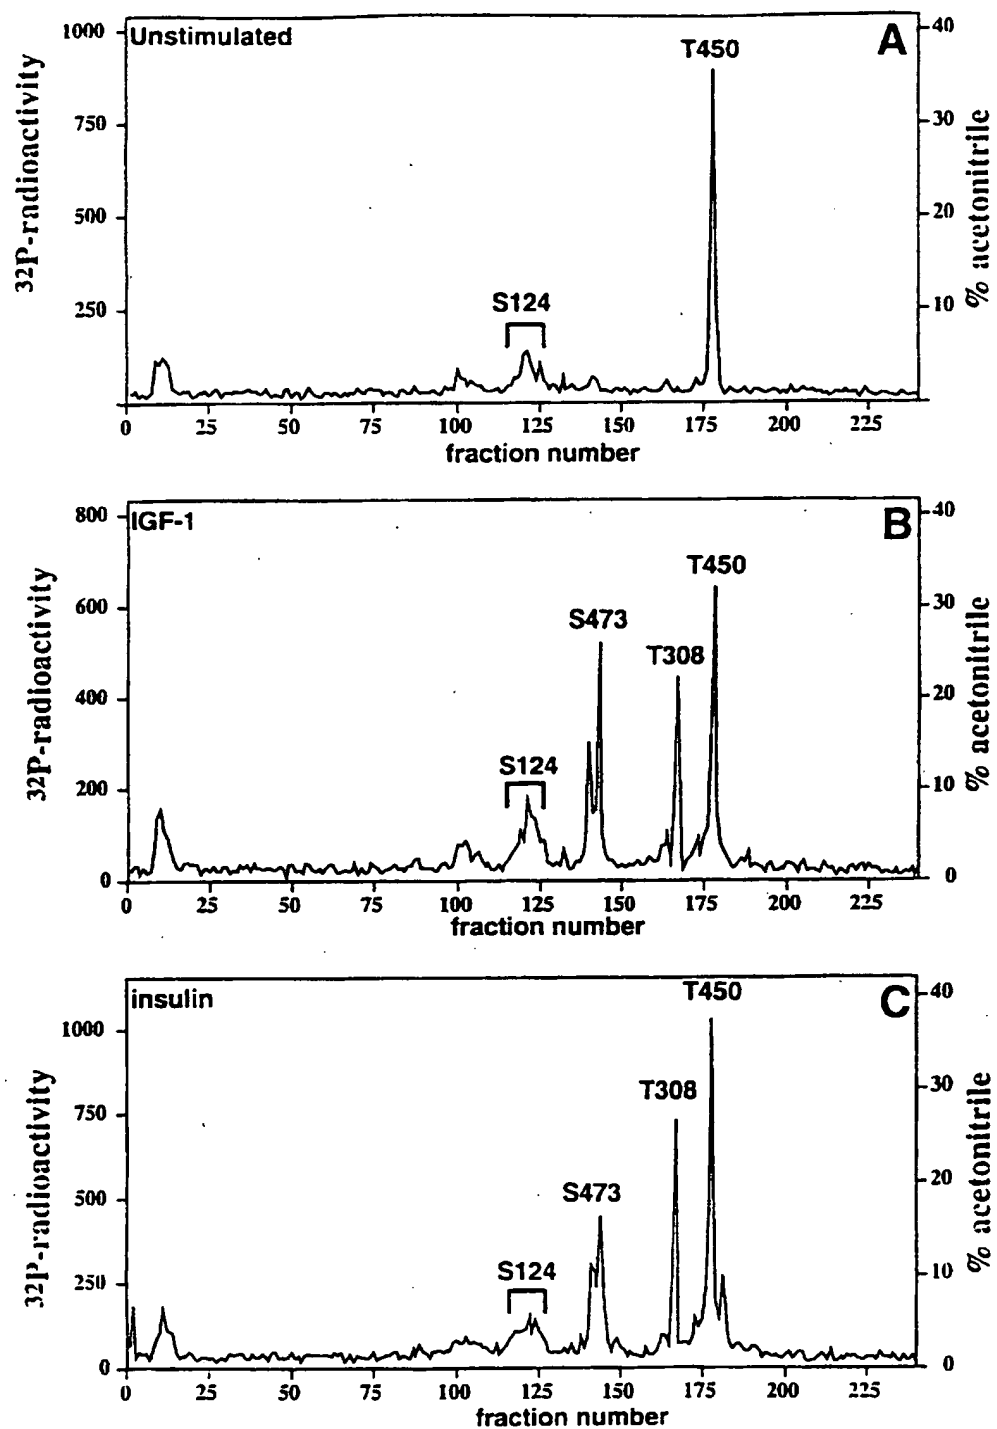 Unstimulated
A
T450
S124
1000
750
500
250
40
30
20
10
32P-radioactivity
% acetonitrile
0 25 50 75 100 125 150 175 200 225
fraction number
IGF-1
B
T450
S473
T308
S124
800
600
400
200
0
40
30
20
10
0
32P-radioactivity
% acetonitrile
0 25 50 75 100 125 150 175 200 225
fraction number
insulin
C
T450
T308
S473
S124
1000
750
500
250
0
40
30
20
10
0
32P-radioactivity
% acetonitrile
0 25 50 75 100 125 150 175 200 225
fraction number